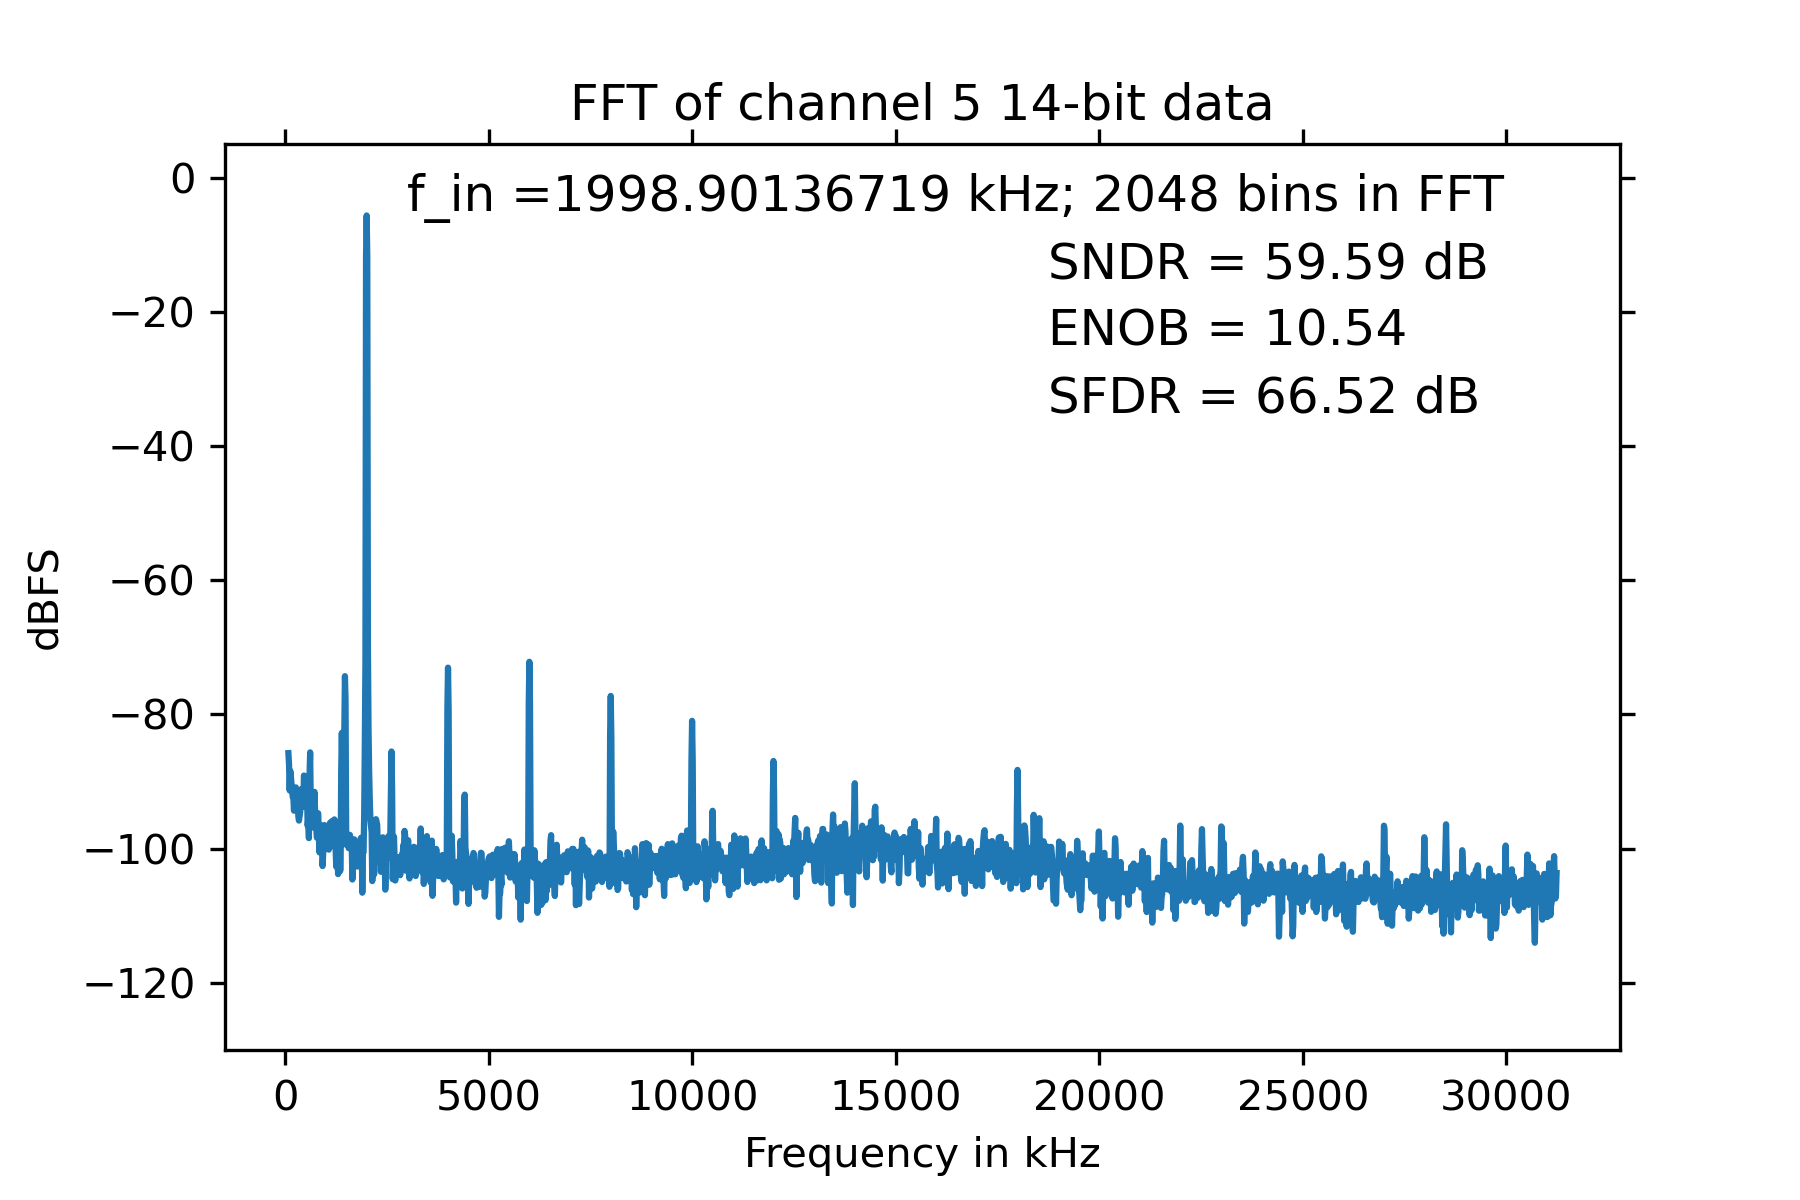 FFT of channel 5 14-bit data
f_in =1998.90136719 kHz; 2048 bins in FFT
SNDR = 59.59 dB
ENOB = 10.54
SFDR = 66.52 dB
dBFS
0
−20
−40
−60
−80
−100
−120
0 5000 10000 15000 20000 25000 30000
Frequency in kHz